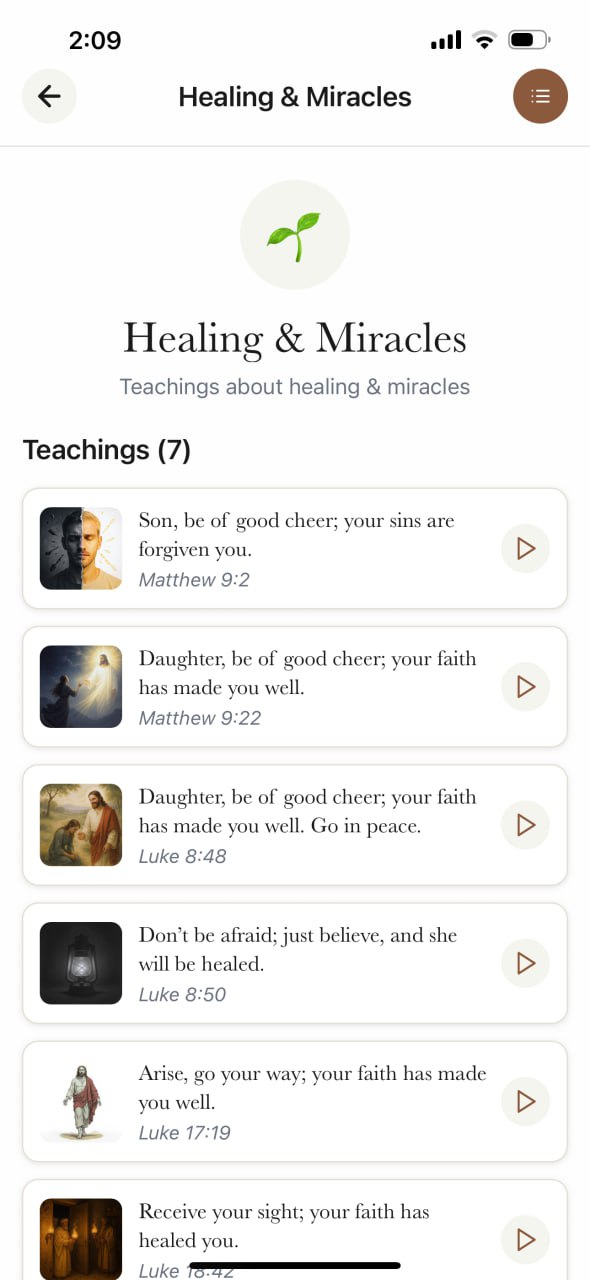 2:09
Healing & Miracles
Healing & Miracles
Teachings about healing & miracles
Teachings (7)
Son, be of good cheer; your sins are
forgiven you.
Matthew 9:2
Daughter, be of good cheer; your faith
has made you well.
Matthew 9:22
Daughter, be of good cheer; your faith
has made you well. Go in peace.
Luke 8:48
Don’t be afraid; just believe, and she
will be healed.
Luke 8:50
Arise, go your way; your faith has made
you well.
Luke 17:19
Receive your sight; your faith has
healed you.
Luke 18:42